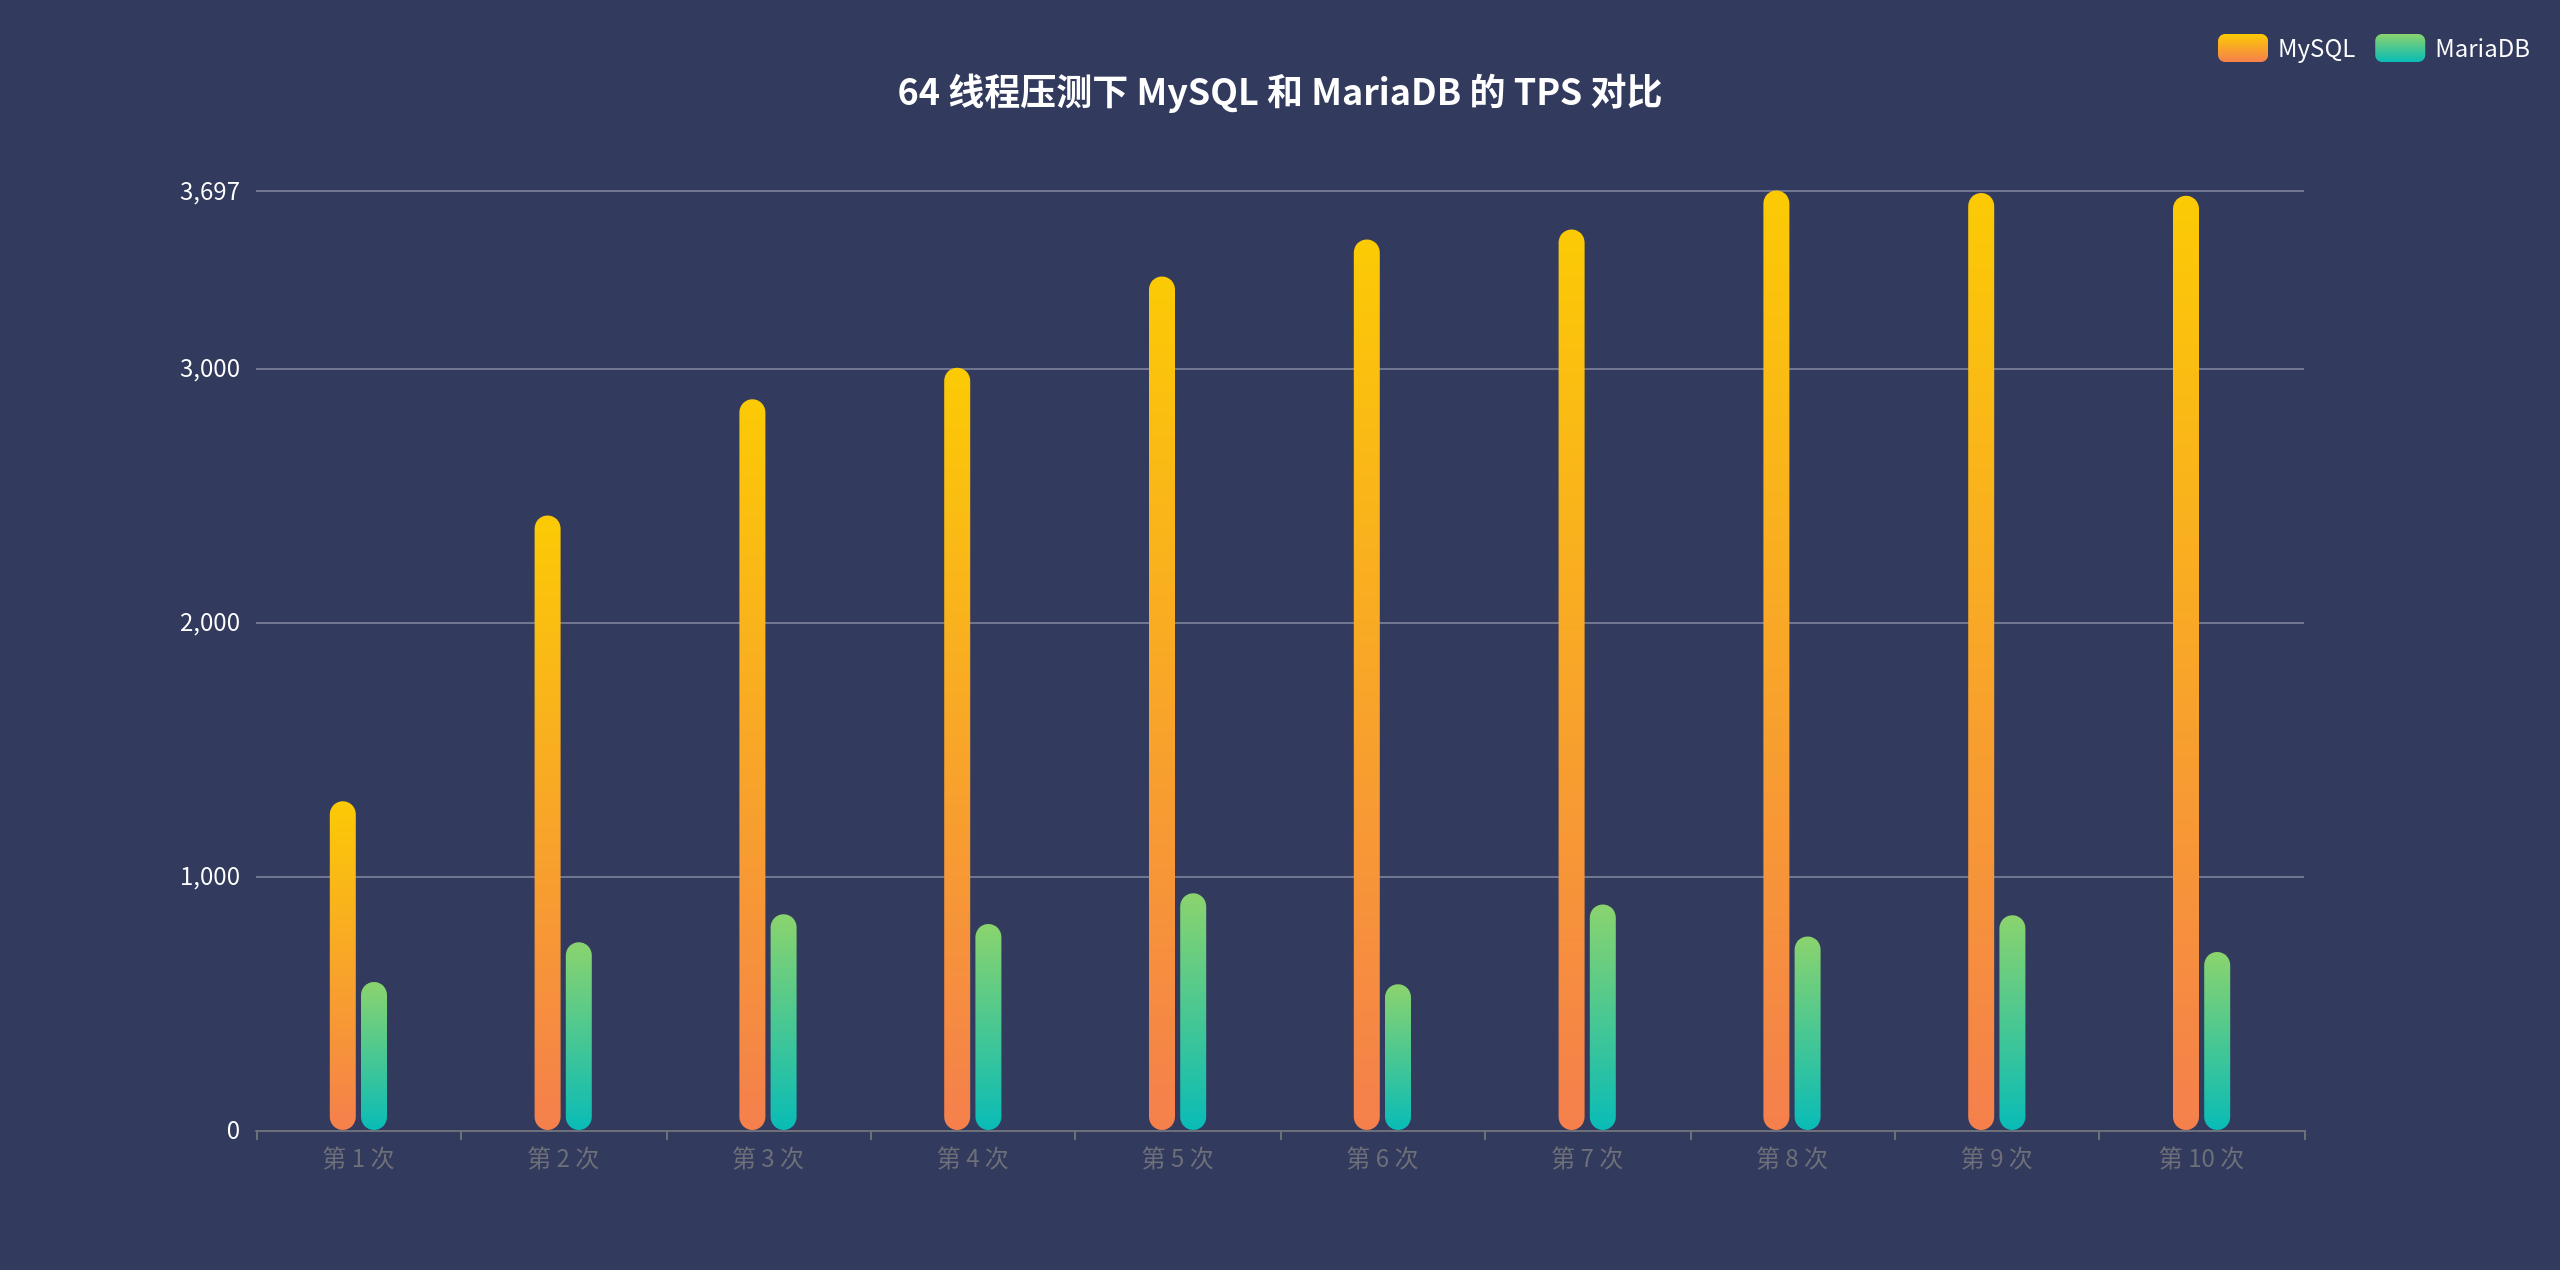 MySQL
MariaDB
64 线程压测下 MySQL 和 MariaDB 的 TPS 对比
3,697
3,000
2,000
1,000
0
第 1 次
第 2 次
第 3 次
第 4 次
第 5 次
第 6 次
第 7 次
第 8 次
第 9 次
第 10 次